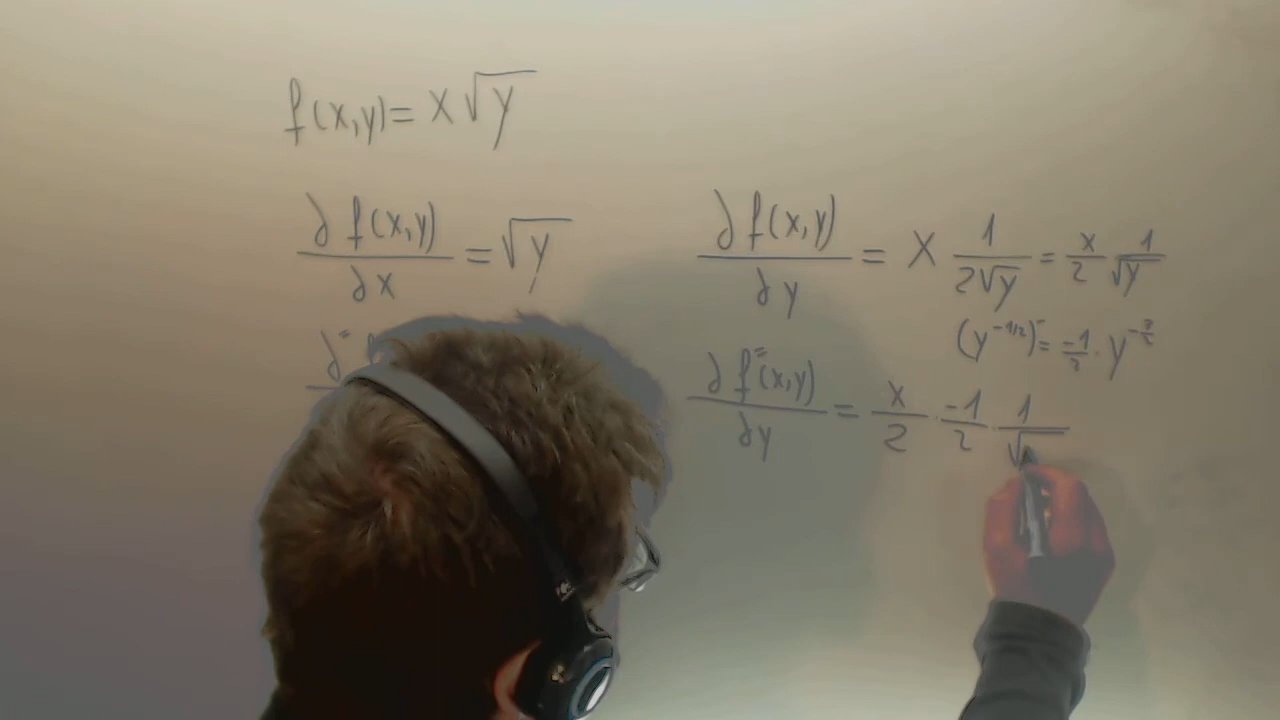 f(x,y) = x√y
∂f(x,y)/∂x = √y
∂f(x,y)/∂y = x 1/(2√y) = x/2 1/√y
(y^(-1/2))⁼ = -1/2 · y^(-3/2)
∂f⁼(x,y)/∂y = x/2 · -1/2 · 1/√
∂⁼